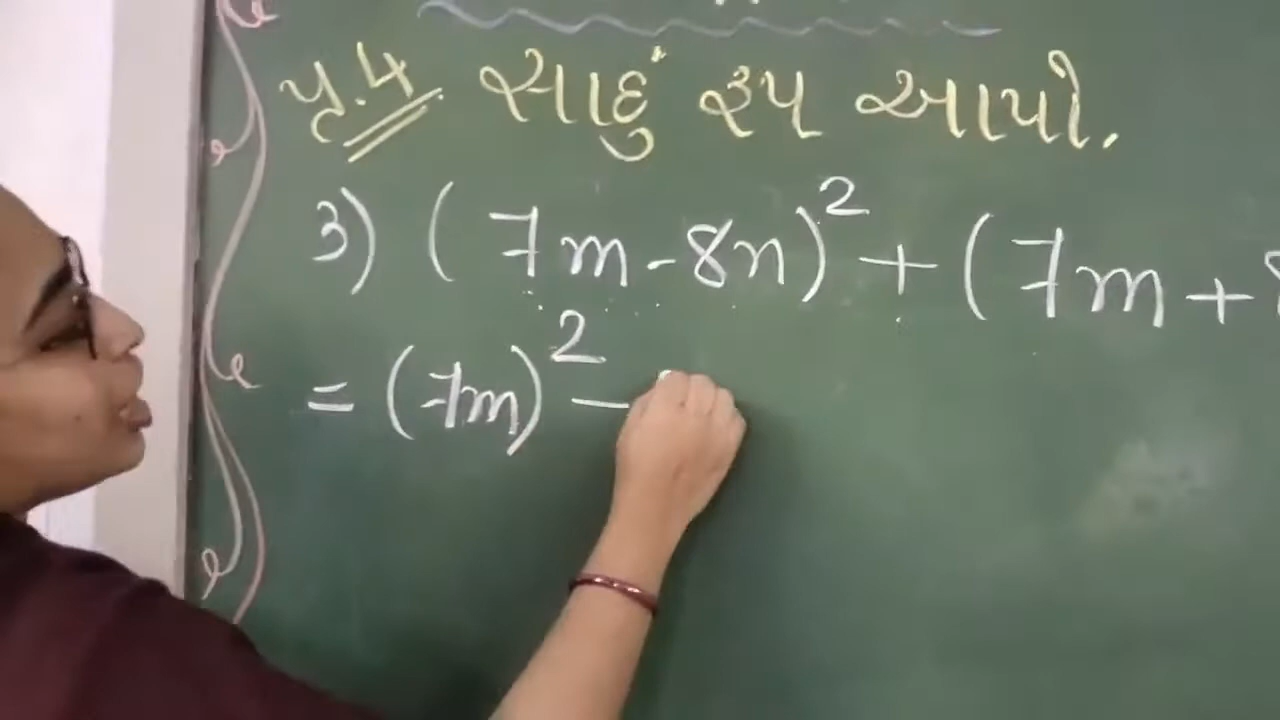 પ્ર.4 સાદું રૂપ આપો.
3) (7m - 8n)² + (7m +
= (7m)² -